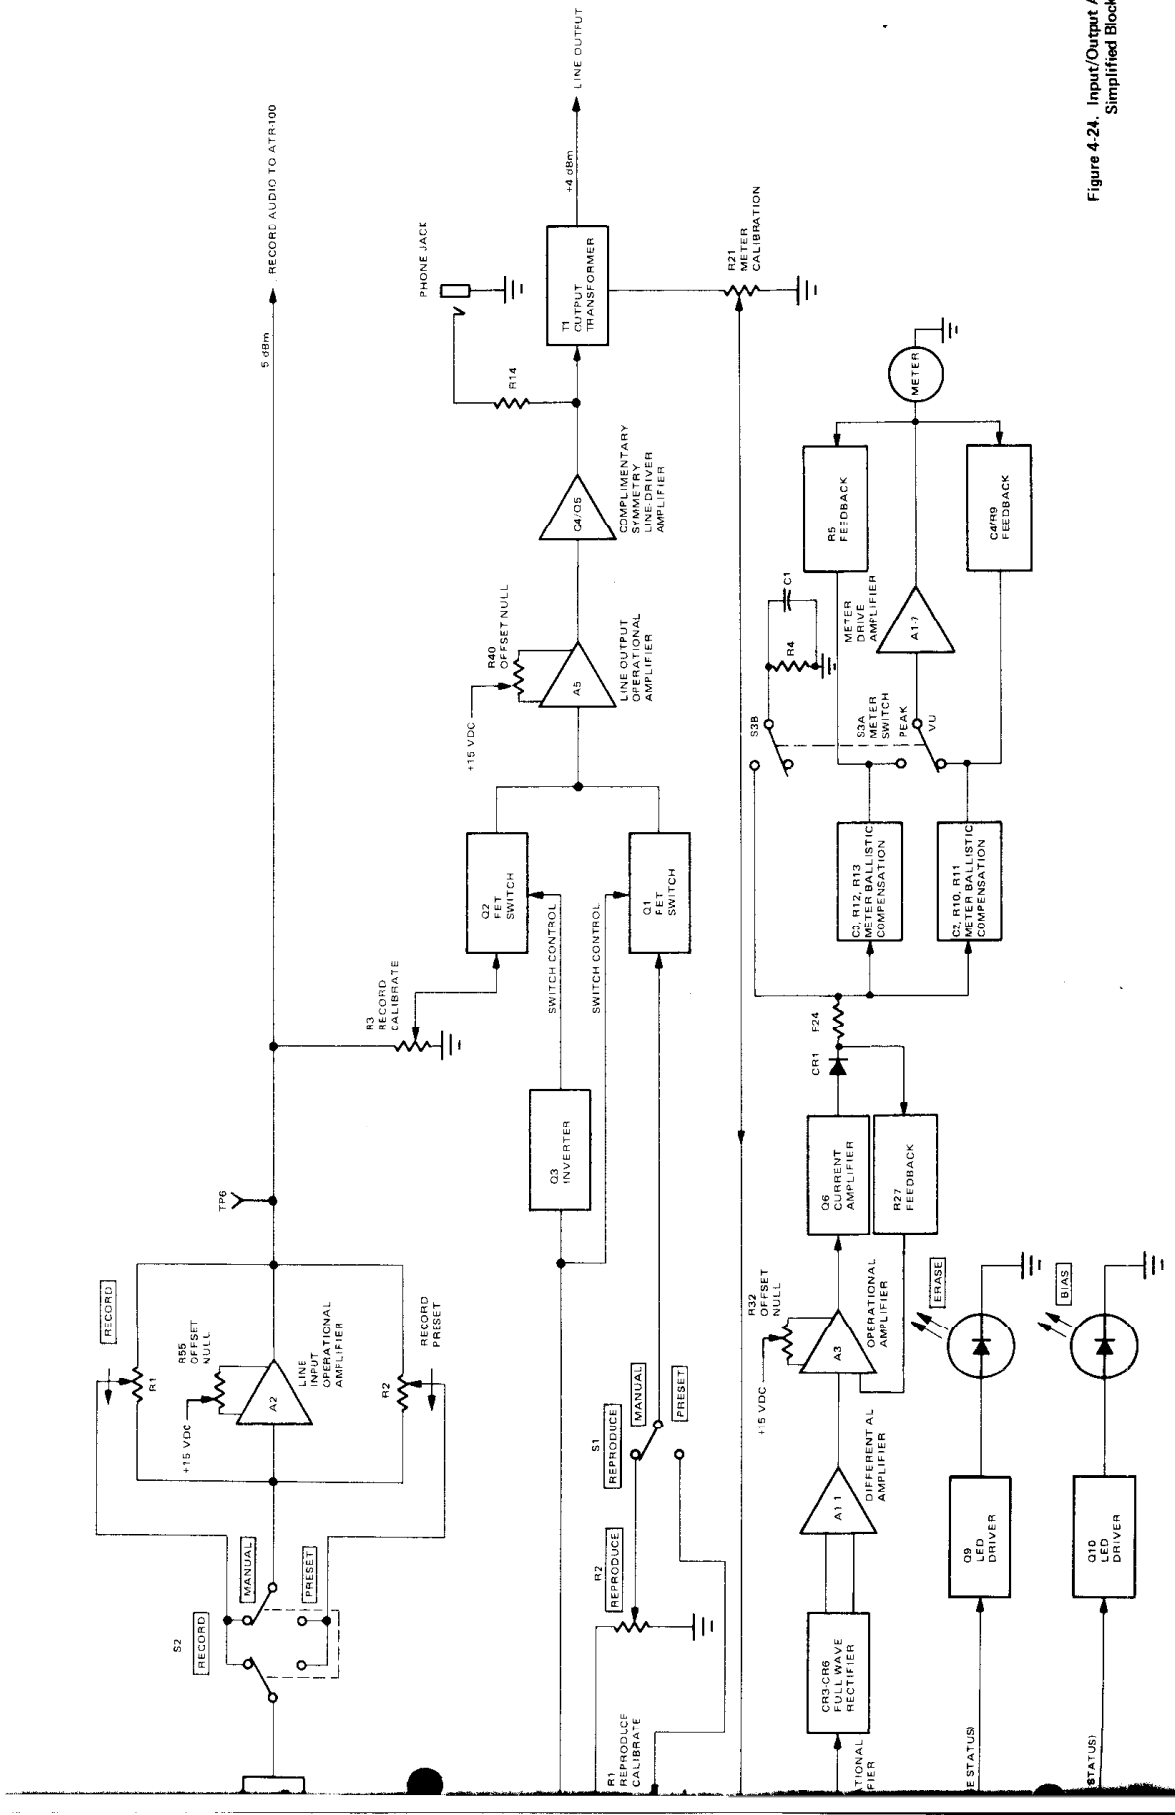 RECORD AUDIO TO ATR-100
5 dBm
TP6
RECORD
R1
R55
OFFSET
NULL
+15 VDC
A2
LINE
INPUT
OPERATIONAL
AMPLIFIER
R2
RECORD
PRESET
S2
RECORD
MANUAL
PRESET
R3
RECORD
CALIBRATE
PHONE JACK
R14
T1
OUTPUT
TRANSFORMER
+4 dBm
LINE OUTPUT
R21
METER
CALIBRATION
Q4/Q5
COMPLIMENTARY
SYMMETRY
LINE-DRIVER
AMPLIFIER
+15 VDC
R40
OFFSET NULL
A5
LINE OUTPUT
OPERATIONAL
AMPLIFIER
Q2
FET
SWITCH
Q1
FET
SWITCH
SWITCH CONTROL
SWITCH CONTROL
Q3
INVERTER
S1
REPRODUCE
MANUAL
PRESET
R2
REPRODUCE
R1
REPRODUCE
CALIBRATE
METER
R5
FEEDBACK
C4/R9
FEEDBACK
METER
DRIVE
AMPLIFIER
A1-2
C1
R4
S3B
S3A
METER
SWITCH
PEAK
VU
C3, R12, R13
METER BALLISTIC
COMPENSATION
C2, R10, R11
METER BALLISTIC
COMPENSATION
R24
CR1
Q6
CURRENT
AMPLIFIER
R27
FEEDBACK
+15 VDC
R32
OFFSET
NULL
A3
OPERATIONAL
AMPLIFIER
A1-1
DIFFERENTIAL
AMPLIFIER
CR3-CR6
FULL WAVE
RECTIFIER
ATIONAL
FIER
ERASE
Q9
LED
DRIVER
E STATUS)
BIAS
Q10
LED
DRIVER
STATUS)
Figure 4-24. Input/Output A
Simplified Block